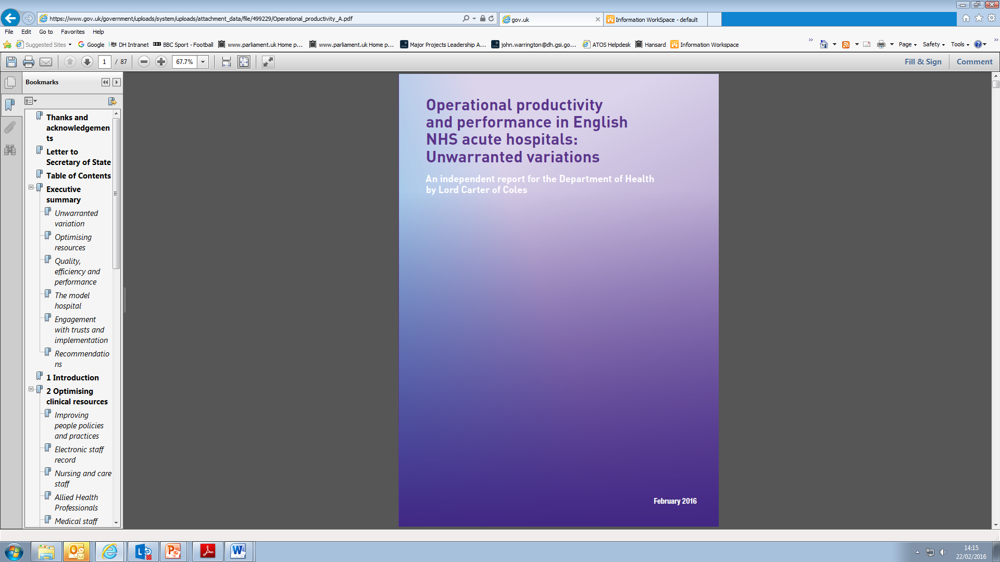 https://www.gov.uk/government/uploads/system/uploads/attachment_data/file/499229/Operational_productivity_A.pdf
gov.uk
Information WorkSpace - default
File Edit Go to Favorites Help
Suggested Sites
Google
DH Intranet
BBC Sport - Football
www.parliament.uk Home p...
www.parliament.uk Home p...
Major Projects Leadership A...
john.warrington@dh.gsi.go...
ATOS Helpdesk
Hansard
Information Workspace
Page
Safety
Tools
1 / 87
67.7%
Fill & Sign
Comment
Bookmarks
Thanks and
acknowledgemen
ts
Letter to
Secretary of State
Table of Contents
Executive
summary
Unwarranted
variation
Optimising
resources
Quality,
efficiency and
performance
The model
hospital
Engagement
with trusts and
implementation
Recommendatio
ns
1 Introduction
2 Optimising
clinical resources
Improving
people policies
and practices
Electronic staff
record
Nursing and care
staff
Allied Health
Professionals
Medical staff
Operational productivity
and performance in English
NHS acute hospitals:
Unwarranted variations
An independent report for the Department of Health
by Lord Carter of Coles
February 2016
14:15
22/02/2016